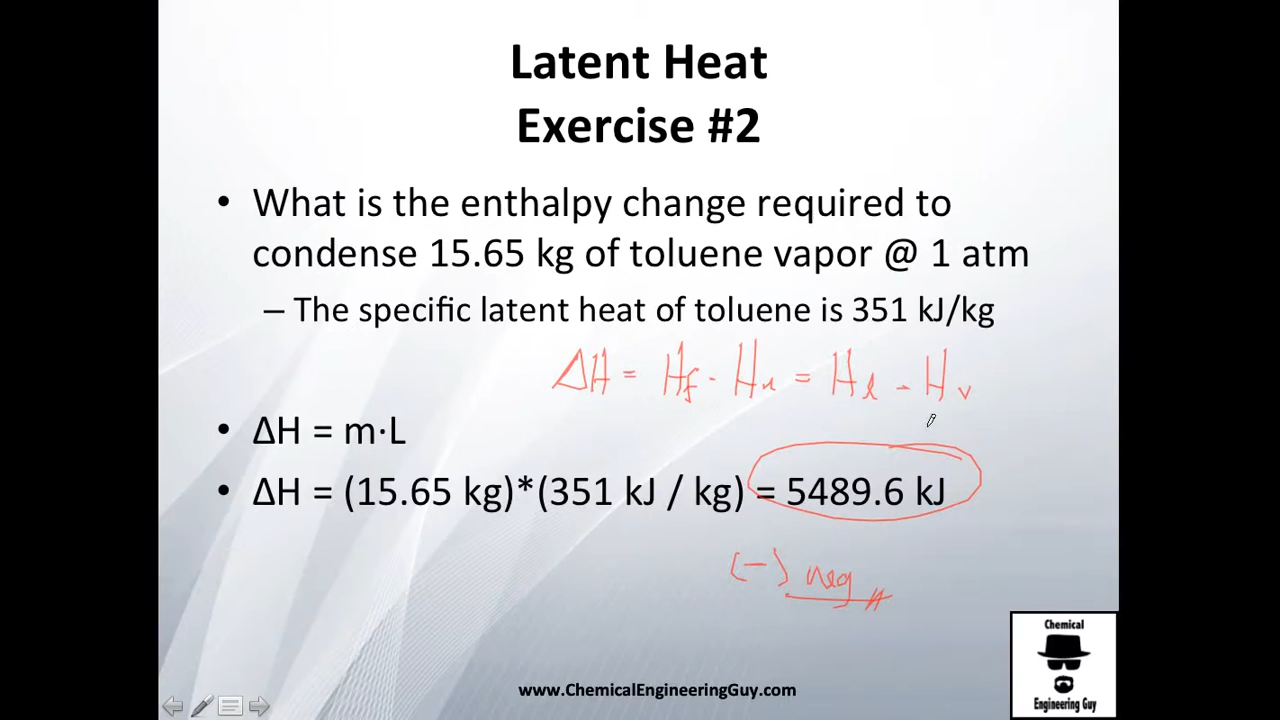 Latent Heat
Exercise #2
• What is the enthalpy change required to
condense 15.65 kg of toluene vapor @ 1 atm
– The specific latent heat of toluene is 351 kJ/kg
ΔH = Hf - H = Hl - Hv
• ΔH = m·L
• ΔH = (15.65 kg)*(351 kJ / kg) = 5489.6 kJ
(-) neg
www.ChemicalEngineeringGuy.com
Chemical
Engineering Guy